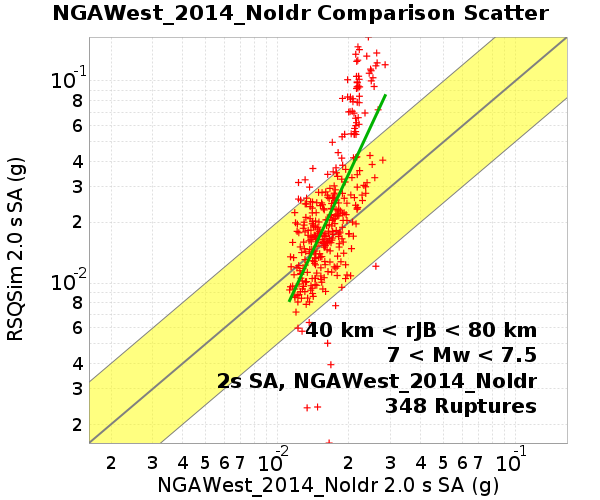 NGAWest_2014_NoIdr Comparison Scatter
10⁻¹
8
6
4
3
2
10⁻²
8
6
4
3
2
RSQSim 2.0 s SA (g)
40 km < rJB < 80 km
7 < Mw < 7.5
2s SA, NGAWest_2014_NoIdr
348 Ruptures
2 3 4 5 6 7 10⁻² 2 3 4 5 6 7 10⁻¹
NGAWest_2014_NoIdr 2.0 s SA (g)